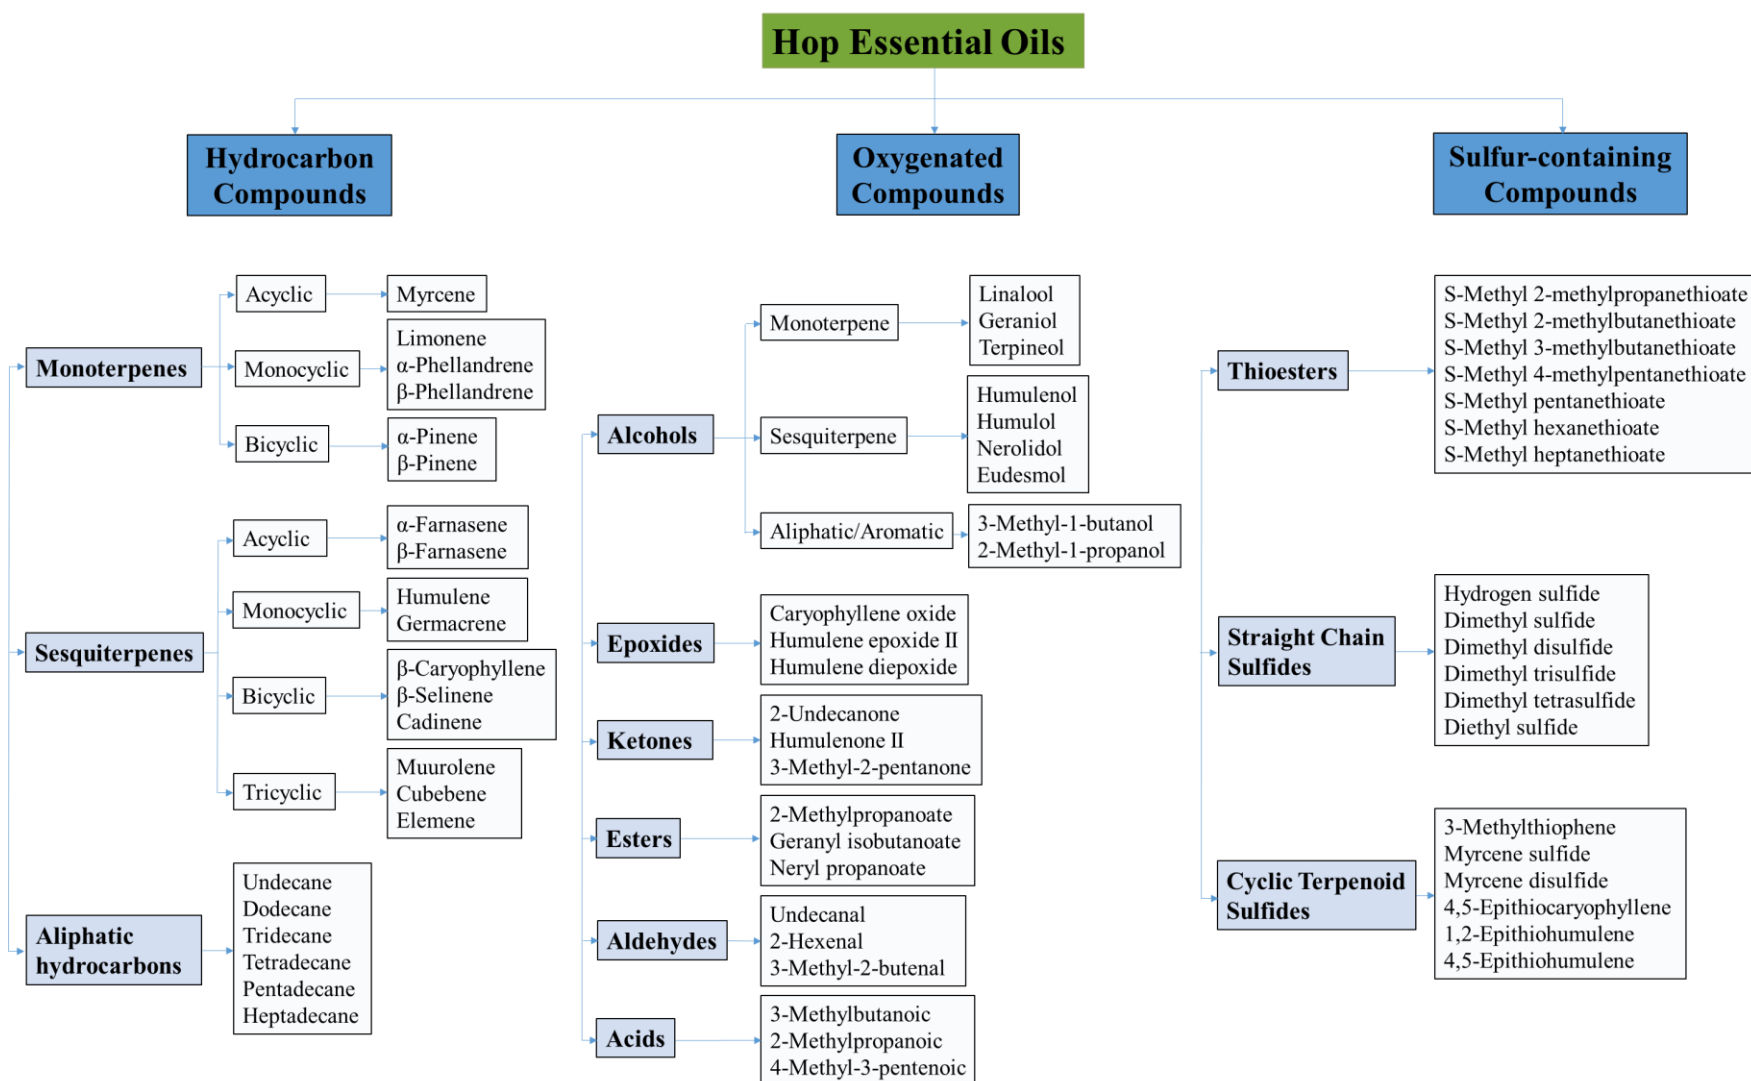 Hop Essential Oils
Hydrocarbon
Compounds
Oxygenated
Compounds
Sulfur-containing
Compounds
Monoterpenes
Acyclic
Myrcene
Monocyclic
Limonene
α-Phellandrene
β-Phellandrene
Bicyclic
α-Pinene
β-Pinene
Sesquiterpenes
Acyclic
α-Farnasene
β-Farnasene
Monocyclic
Humulene
Germacrene
Bicyclic
β-Caryophyllene
β-Selinene
Cadinene
Tricyclic
Muurolene
Cubebene
Elemene
Aliphatic
hydrocarbons
Undecane
Dodecane
Tridecane
Tetradecane
Pentadecane
Heptadecane
Alcohols
Monoterpene
Linalool
Geraniol
Terpineol
Sesquiterpene
Humulenol
Humulol
Nerolidol
Eudesmol
Aliphatic/Aromatic
3-Methyl-1-butanol
2-Methyl-1-propanol
Epoxides
Caryophyllene oxide
Humulene epoxide II
Humulene diepoxide
Ketones
2-Undecanone
Humulenone II
3-Methyl-2-pentanone
Esters
2-Methylpropanoate
Geranyl isobutanoate
Neryl propanoate
Aldehydes
Undecanal
2-Hexenal
3-Methyl-2-butenal
Acids
3-Methylbutanoic
2-Methylpropanoic
4-Methyl-3-pentenoic
Thioesters
S-Methyl 2-methylpropanethioate
S-Methyl 2-methylbutanethioate
S-Methyl 3-methylbutanethioate
S-Methyl 4-methylpentanethioate
S-Methyl pentanethioate
S-Methyl hexanethioate
S-Methyl heptanethioate
Straight Chain
Sulfides
Hydrogen sulfide
Dimethyl sulfide
Dimethyl disulfide
Dimethyl trisulfide
Dimethyl tetrasulfide
Diethyl sulfide
Cyclic Terpenoid
Sulfides
3-Methylthiophene
Myrcene sulfide
Myrcene disulfide
4,5-Epithiocaryophyllene
1,2-Epithiohumulene
4,5-Epithiohumulene